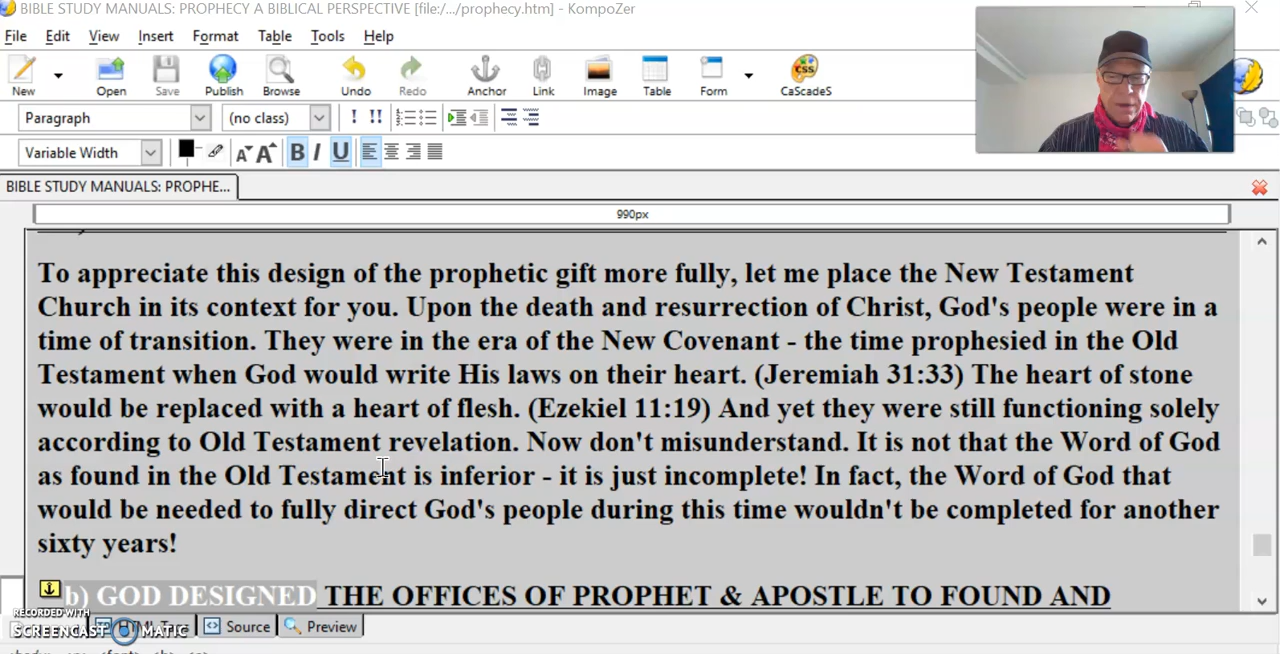 BIBLE STUDY MANUALS: PROPHECY A BIBLICAL PERSPECTIVE [file:/.../prophecy.htm] - KompoZer
File Edit View Insert Format Table Tools Help
New Open Save Publish Browse Undo Redo Anchor Link Image Table Form CaScadeS
Paragraph (no class) ! !!
Variable Width A A B I U
BIBLE STUDY MANUALS: PROPHE...
990px
To appreciate this design of the prophetic gift more fully, let me place the New Testament
Church in its context for you. Upon the death and resurrection of Christ, God's people were in a
time of transition. They were in the era of the New Covenant - the time prophesied in the Old
Testament when God would write His laws on their heart. (Jeremiah 31:33) The heart of stone
would be replaced with a heart of flesh. (Ezekiel 11:19) And yet they were still functioning solely
according to Old Testament revelation. Now don't misunderstand. It is not that the Word of God
as found in the Old Testament is inferior - it is just incomplete! In fact, the Word of God that
would be needed to fully direct God's people during this time wouldn't be completed for another
sixty years!
b) GOD DESIGNED THE OFFICES OF PROPHET & APOSTLE TO FOUND AND
RECORDED WITH
SCREENCAST MATIC
Source Preview